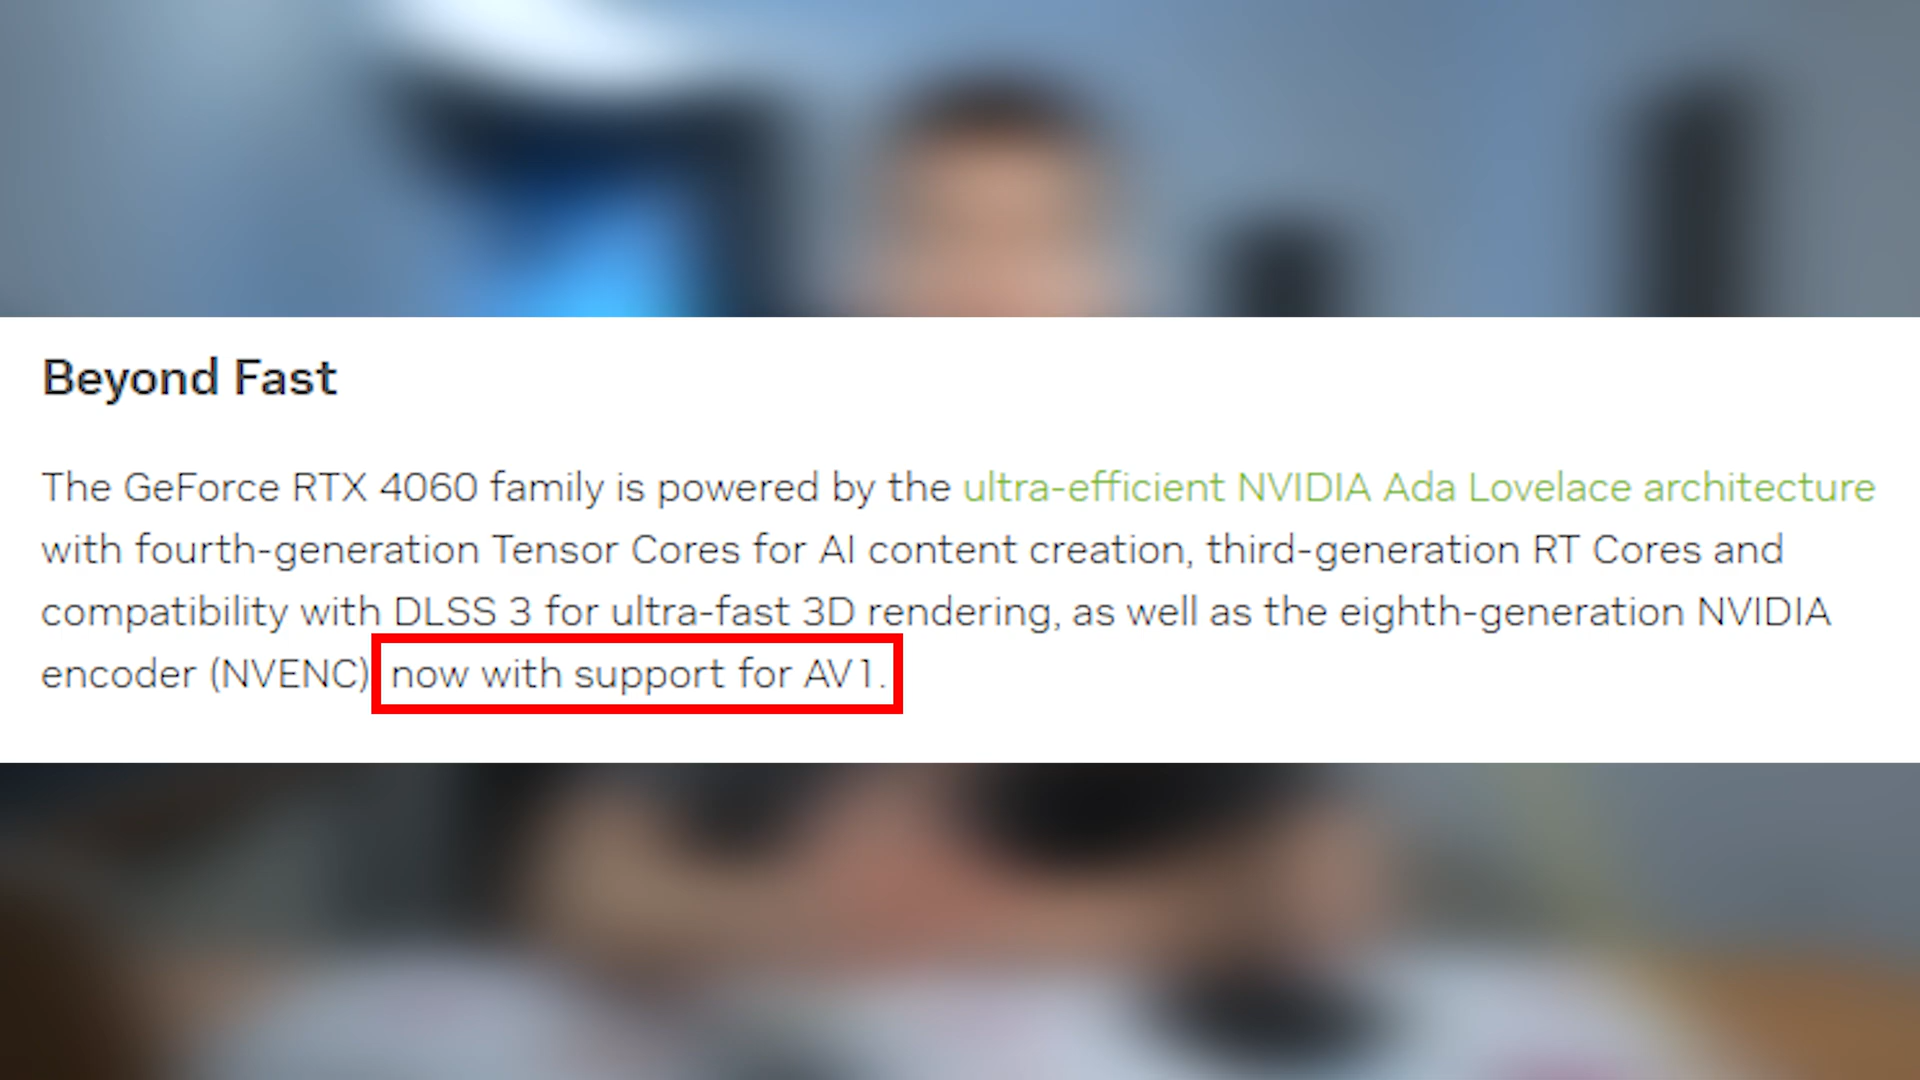 Beyond Fast
The GeForce RTX 4060 family is powered by the ultra-efficient NVIDIA Ada Lovelace architecture
with fourth-generation Tensor Cores for AI content creation, third-generation RT Cores and
compatibility with DLSS 3 for ultra-fast 3D rendering, as well as the eighth-generation NVIDIA
encoder (NVENC) now with support for AV1.